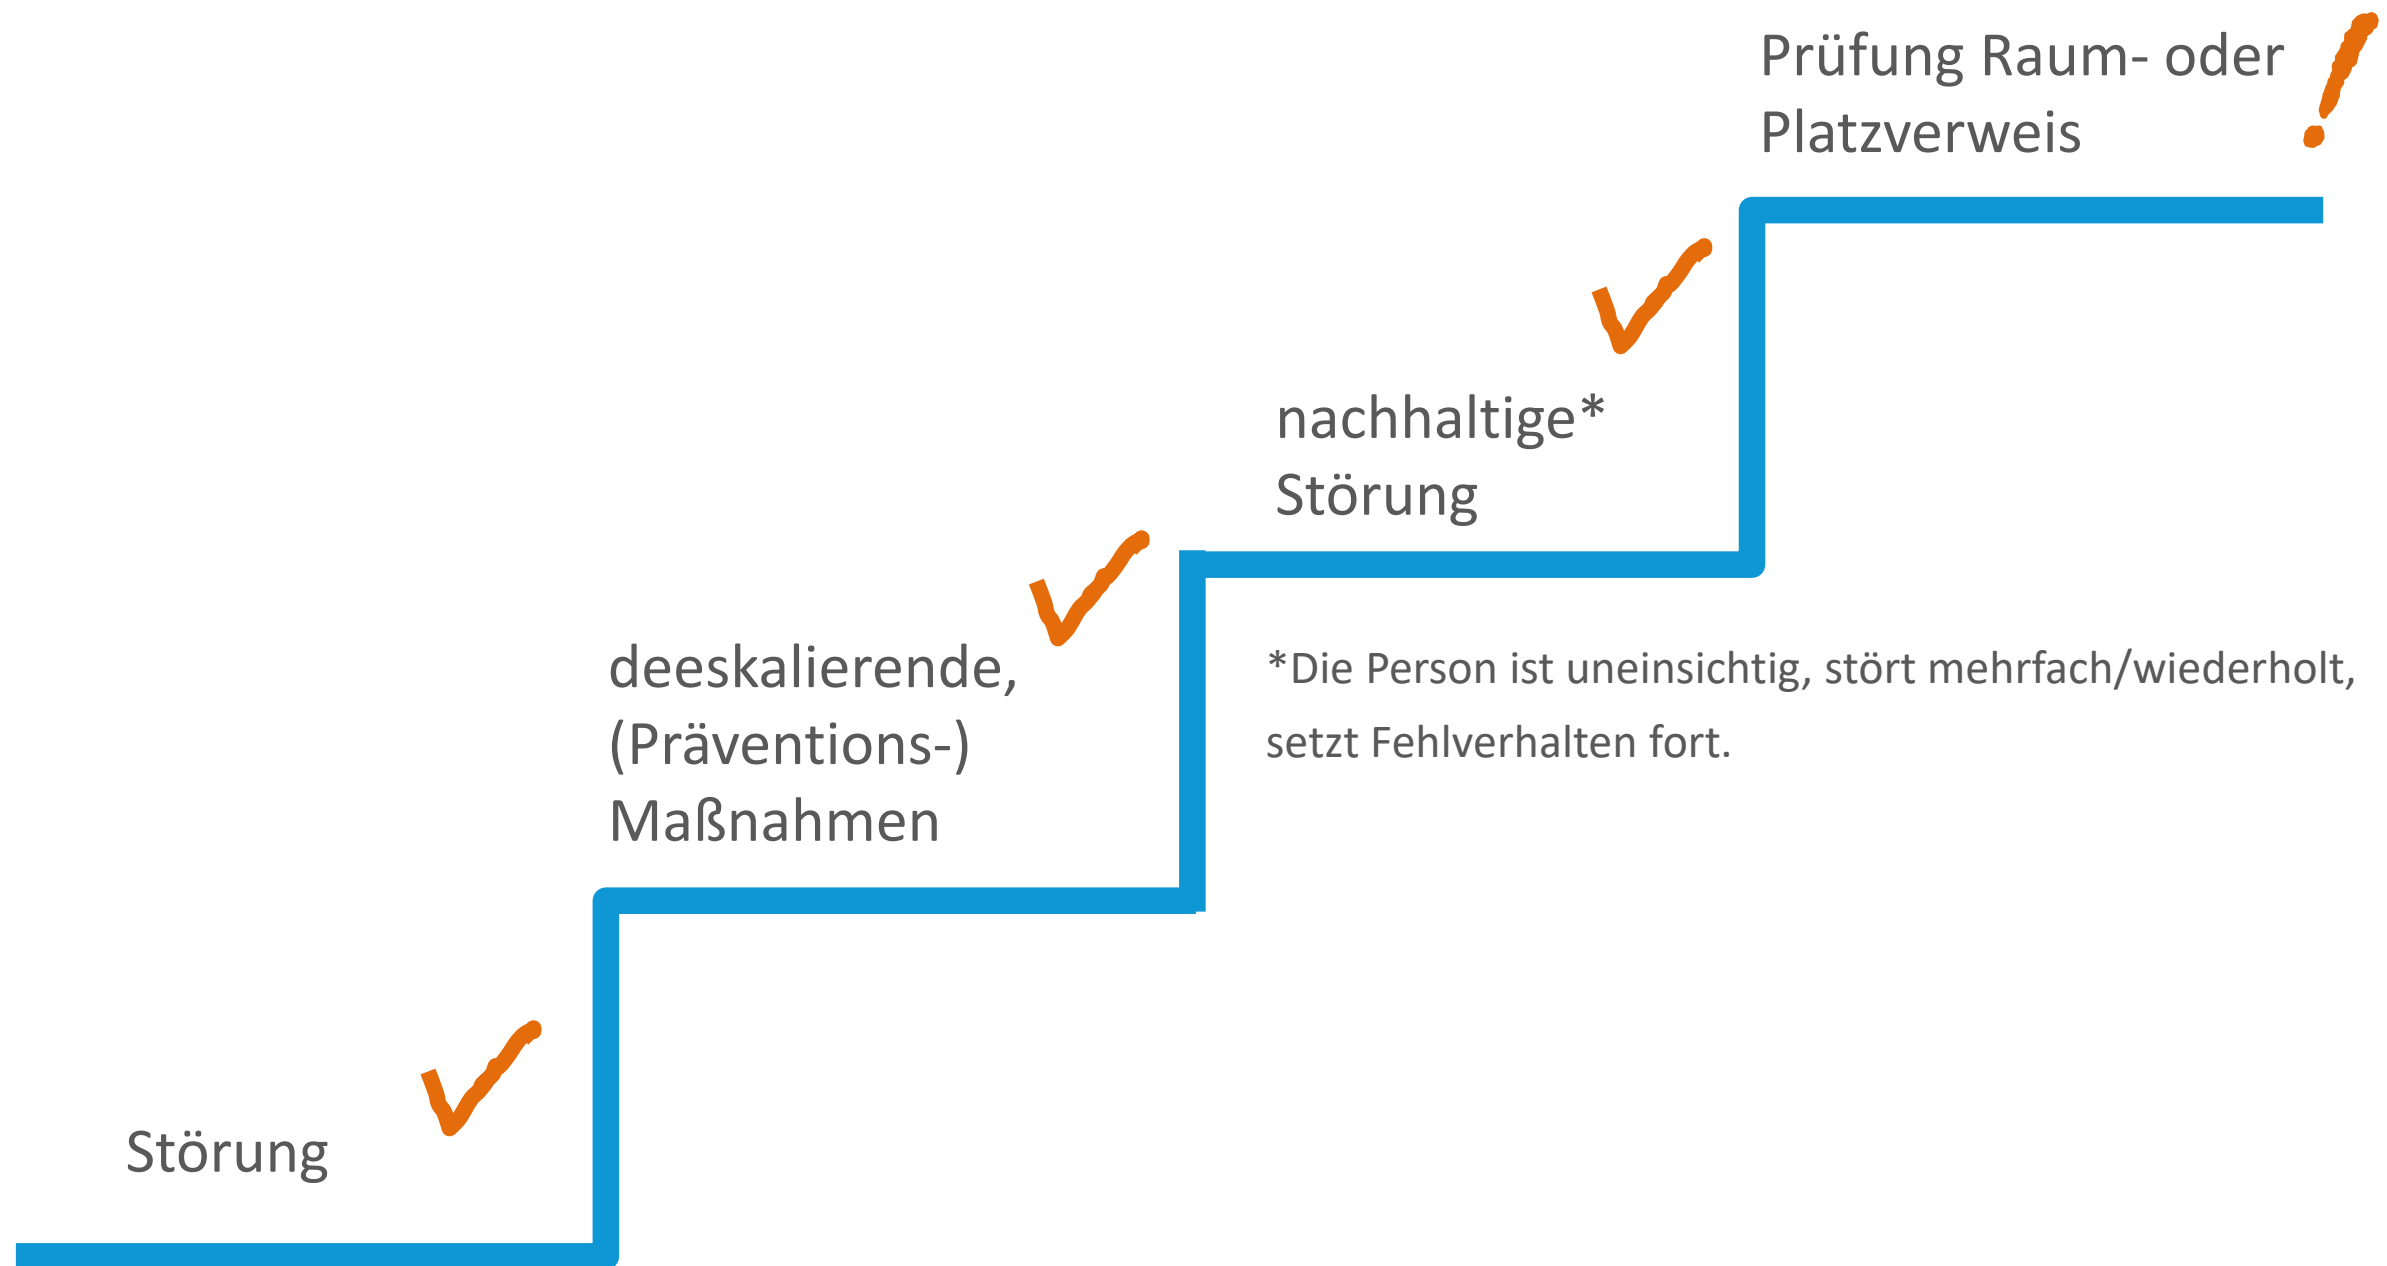 Prüfung Raum- oder
Platzverweis
nachhaltige*
Störung
*Die Person ist uneinsichtig, stört mehrfach/wiederholt,
setzt Fehlverhalten fort.
deeskalierende,
(Präventions-)
Maßnahmen
Störung